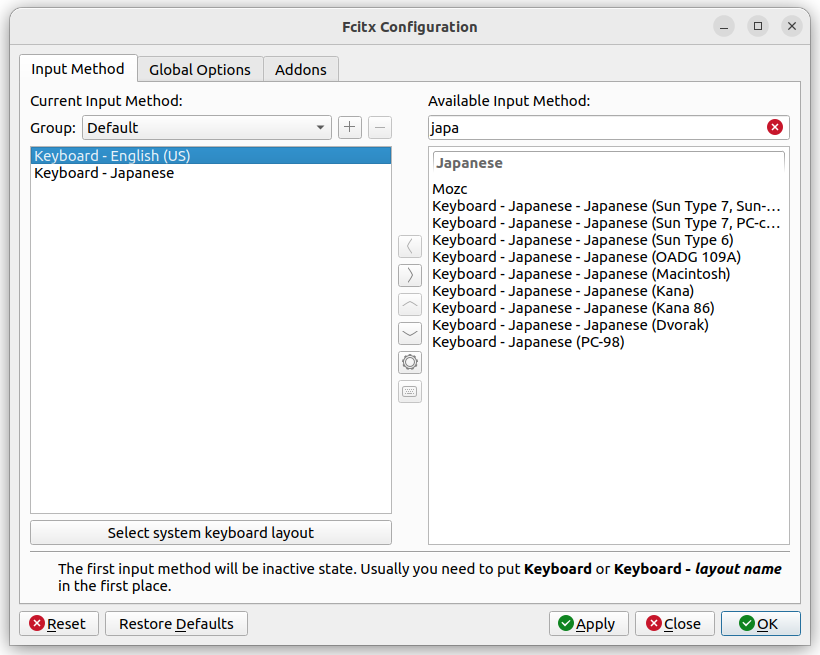 Fcitx Configuration
Input Method
Global Options
Addons
Current Input Method:
Group: Default
Keyboard - English (US)
Keyboard - Japanese
Select system keyboard layout
Available Input Method:
japa
Japanese
Mozc
Keyboard - Japanese - Japanese (Sun Type 7, Sun-…
Keyboard - Japanese - Japanese (Sun Type 7, PC-c…
Keyboard - Japanese - Japanese (Sun Type 6)
Keyboard - Japanese - Japanese (OADG 109A)
Keyboard - Japanese - Japanese (Macintosh)
Keyboard - Japanese - Japanese (Kana)
Keyboard - Japanese - Japanese (Kana 86)
Keyboard - Japanese - Japanese (Dvorak)
Keyboard - Japanese (PC-98)
The first input method will be inactive state. Usually you need to put Keyboard or Keyboard - layout name
in the first place.
Reset
Restore Defaults
Apply
Close
OK